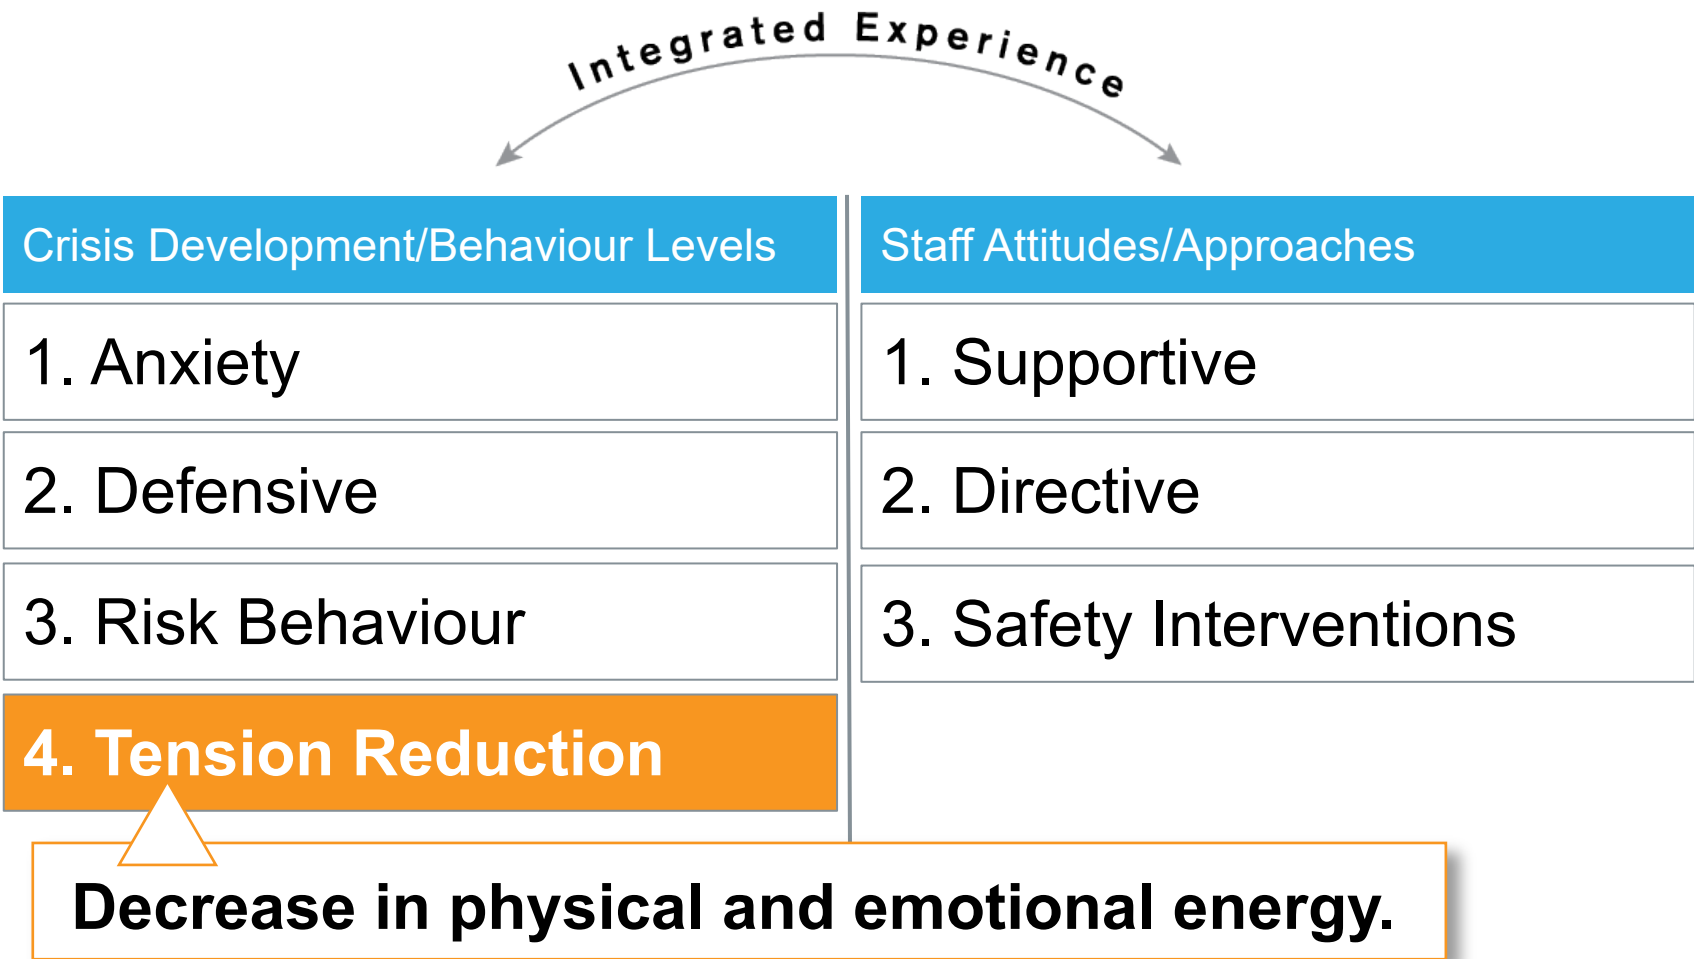 Integrated Experience
Crisis Development/Behaviour Levels
Staff Attitudes/Approaches
1. Anxiety
1. Supportive
2. Defensive
2. Directive
3. Risk Behaviour
3. Safety Interventions
4. Tension Reduction
Decrease in physical and emotional energy.